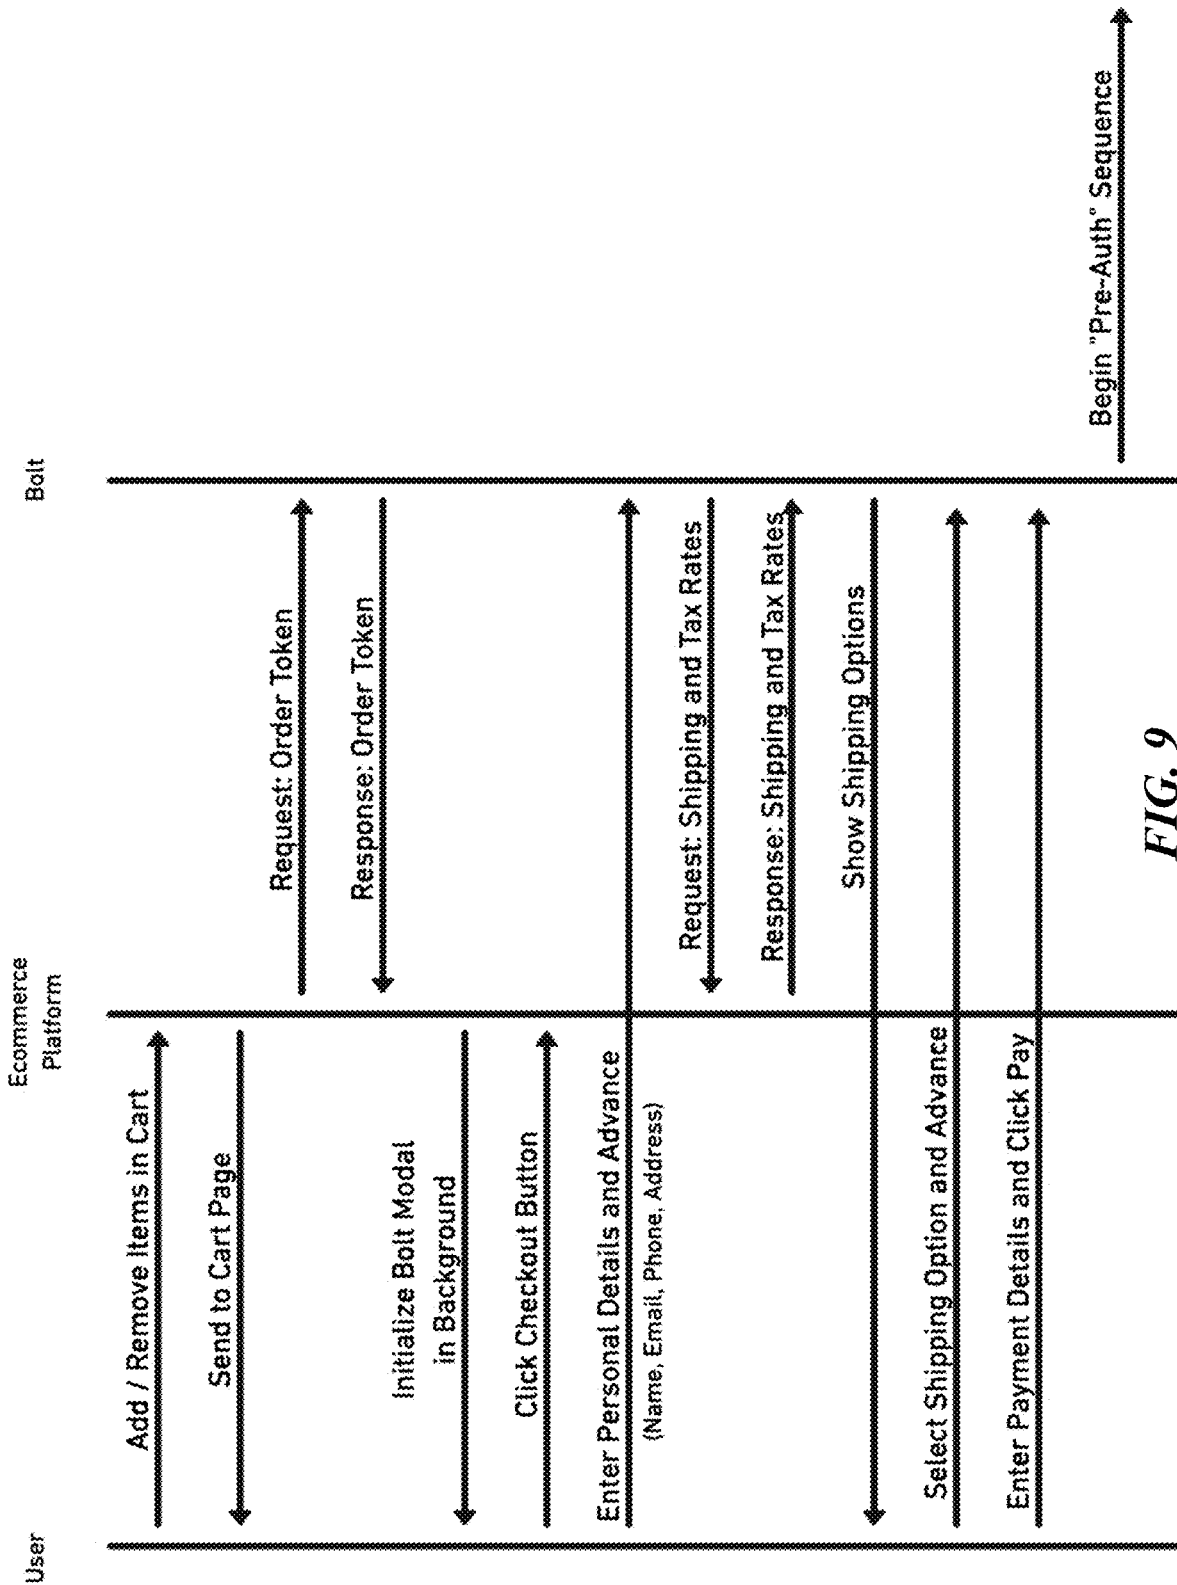 User
Ecommerce
Platform
Bolt
Add / Remove Items in Cart
Send to Cart Page
Request: Order Token
Response: Order Token
Initialize Bolt Modal
in Background
Click Checkout Button
Enter Personal Details and Advance
(Name, Email, Phone, Address)
Request: Shipping and Tax Rates
Response: Shipping and Tax Rates
Show Shipping Options
Select Shipping Option and Advance
Enter Payment Details and Click Pay
Begin "Pre-Auth" Sequence
FIG. 9